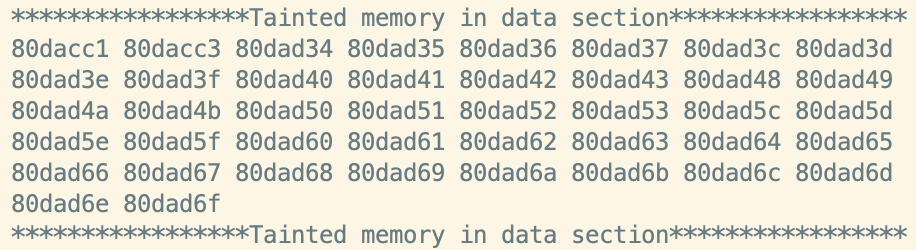 *****************Tainted memory in data section*****************
80dacc1 80dacc3 80dad34 80dad35 80dad36 80dad37 80dad3c 80dad3d
80dad3e 80dad3f 80dad40 80dad41 80dad42 80dad43 80dad48 80dad49
80dad4a 80dad4b 80dad50 80dad51 80dad52 80dad53 80dad5c 80dad5d
80dad5e 80dad5f 80dad60 80dad61 80dad62 80dad63 80dad64 80dad65
80dad66 80dad67 80dad68 80dad69 80dad6a 80dad6b 80dad6c 80dad6d
80dad6e 80dad6f
*****************Tainted memory in data section*****************